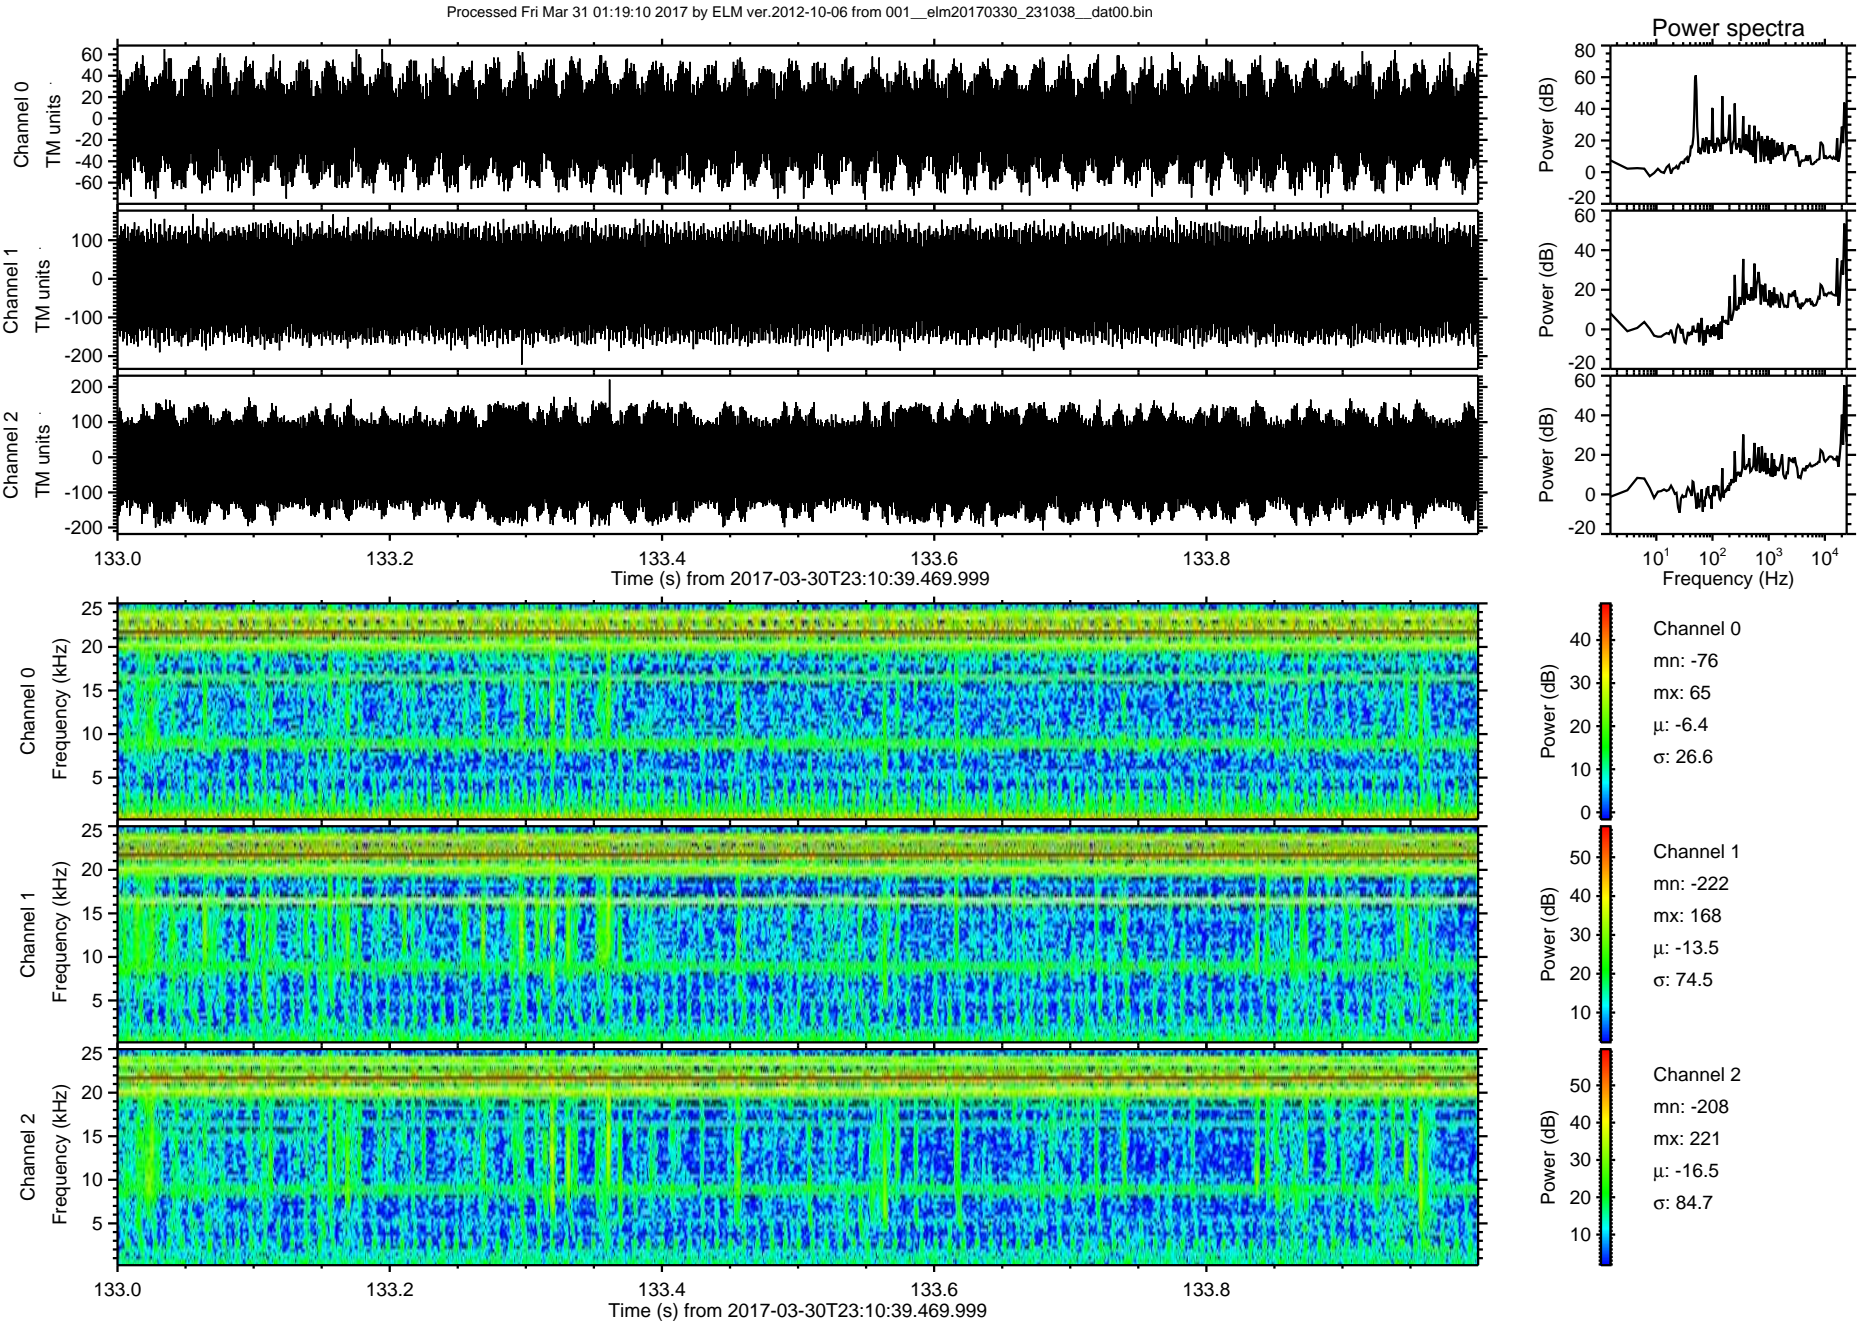 Processed Fri Mar 31 01:19:10 2017 by ELM ver.2012-10-06 from 001__elm20170330_231038__dat00.bin
Power spectra
Channel 0
TM units
60
40
20
0
-20
-40
-60
Power (dB)
80
60
40
20
0
-20
Channel 1
TM units
100
0
-100
-200
Power (dB)
60
40
20
0
-20
Channel 2
TM units
200
100
0
-100
-200
Power (dB)
60
40
20
0
-20
133.0 133.2 133.4 133.6 133.8
Time (s) from 2017-03-30T23:10:39.469.999
10^1 10^2 10^3 10^4
Frequency (Hz)
Channel 0
Frequency (kHz)
25
20
15
10
5
Power (dB)
40
30
20
10
0
Channel 0
mn: -76
mx: 65
μ: -6.4
σ: 26.6
Channel 1
Frequency (kHz)
25
20
15
10
5
Power (dB)
50
40
30
20
10
Channel 1
mn: -222
mx: 168
μ: -13.5
σ: 74.5
Channel 2
Frequency (kHz)
25
20
15
10
5
Power (dB)
50
40
30
20
10
Channel 2
mn: -208
mx: 221
μ: -16.5
σ: 84.7
133.0 133.2 133.4 133.6 133.8
Time (s) from 2017-03-30T23:10:39.469.999